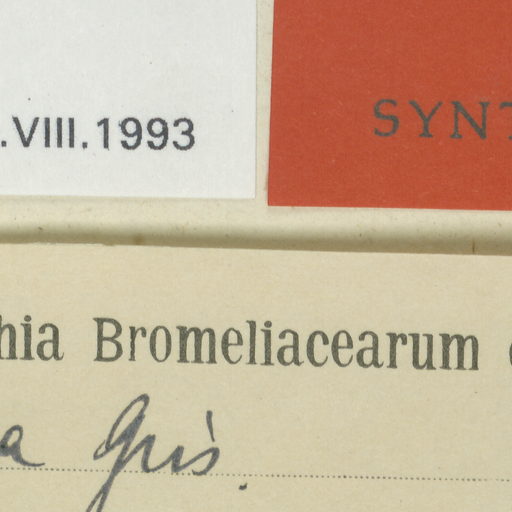 .VIII.1993
SYNT
hia Bromeliacearum
a Gris.